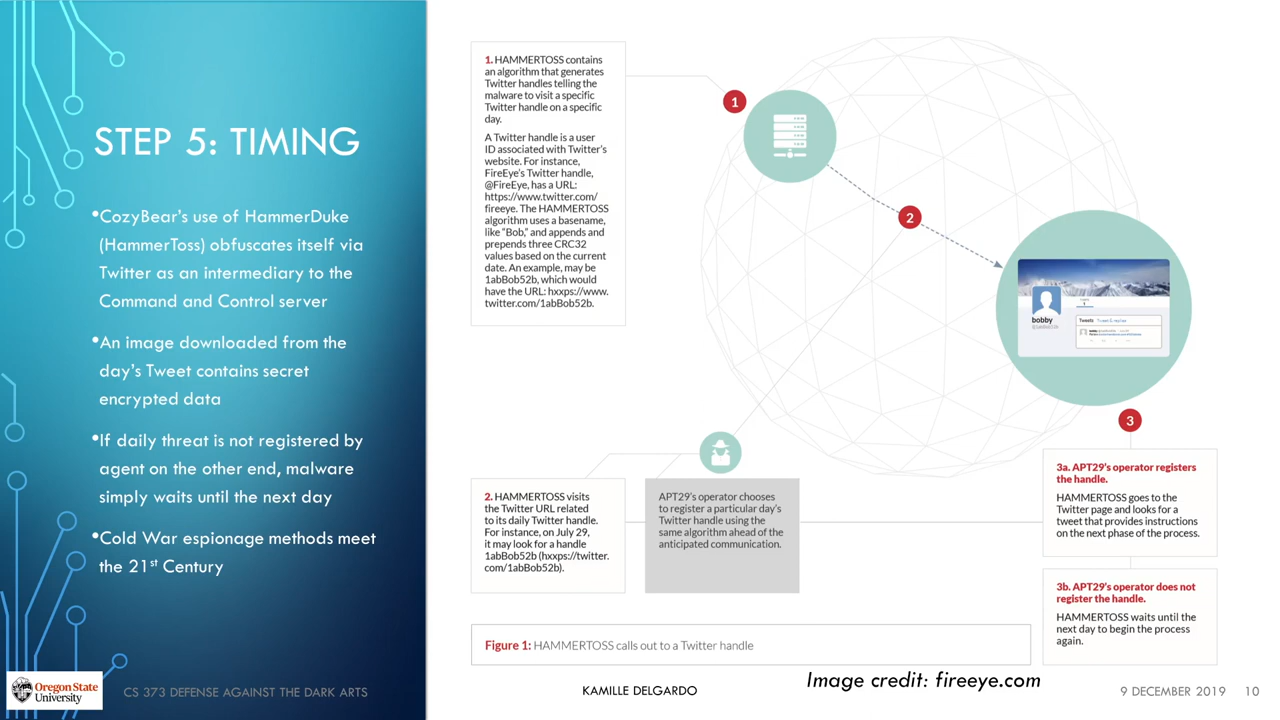 STEP 5: TIMING
•CozyBear's use of HammerDuke
(HammerToss) obfuscates itself via
Twitter as an intermediary to the
Command and Control server
•An image downloaded from the
day's Tweet contains secret
encrypted data
•If daily threat is not registered by
agent on the other end, malware
simply waits until the next day
•Cold War espionage methods meet
the 21st Century
1. HAMMERTOSS contains
an algorithm that generates
Twitter handles telling the
malware to visit a specific
Twitter handle on a specific
day.
A Twitter handle is a user
ID associated with Twitter's
website. For instance,
FireEye's Twitter handle,
@FireEye, has a URL:
https://www.twitter.com/
fireeye. The HAMMERTOSS
algorithm uses a basename,
like "Bob," and appends and
prepends three CRC32
values based on the current
date. An example, may be
1abBob52b, which would
have the URL: hxxps://www.
twitter.com/1abBob52b.
1
2
bobby
Tweets
3
2. HAMMERTOSS visits
the Twitter URL related
to its daily Twitter handle.
For instance, on July 29,
it may look for a handle
1abBob52b (hxxps://twitter.
com/1abBob52b).
APT29's operator chooses
to register a particular day's
Twitter handle using the
same algorithm ahead of the
anticipated communication.
3a. APT29's operator registers
the handle.
HAMMERTOSS goes to the
Twitter page and looks for a
tweet that provides instructions
on the next phase of the process.
3b. APT29's operator does not
register the handle.
HAMMERTOSS waits until the
next day to begin the process
again.
Figure 1: HAMMERTOSS calls out to a Twitter handle
Image credit: fireeye.com
Oregon State
University
CS 373 DEFENSE AGAINST THE DARK ARTS
KAMILLE DELGARDO
9 DECEMBER 2019
10